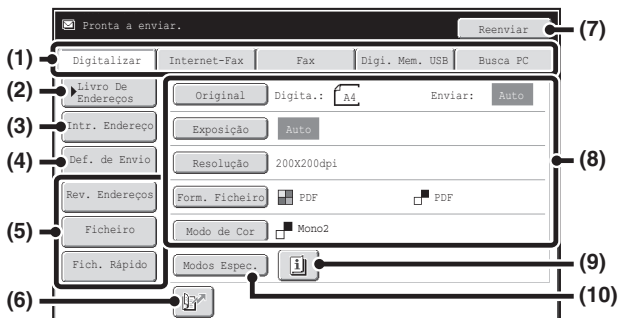 Pronta a enviar.
Reenviar
(7)
(1)
Digitalizar Internet-Fax Fax Digi. Mem. USB Busca PC
(2)
Livro De
Endereços
Original Digita.: A4 Enviar: Auto
(3)
Intr. Endereço
Exposição Auto
(4)
Def. de Envio
Resolução 200X200dpi
(8)
Rev. Endereços
Form. Ficheiro PDF PDF
(5)
Ficheiro
Modo de Cor Mono2
Fich. Rápido
Modos Espec.
(9)
(6)
(10)